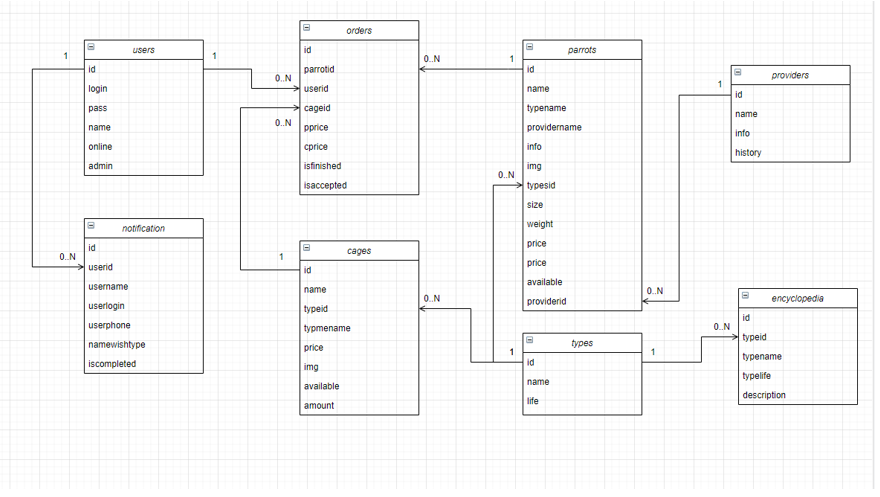 users
id
login
pass
name
online
admin
1
1
0..N
orders
id
parrotid
userid
cageid
pprice
cprice
isfinished
isaccepted
0..N
0..N
1
parrots
id
name
typename
providername
info
img
typesid
size
weight
price
price
available
providerid
0..N
0..N
1
providers
id
name
info
history
notification
id
userid
username
userlogin
userphone
namewishtype
iscompleted
0..N
1
cages
id
name
typeid
typmename
price
img
available
amount
0..N
1
types
id
name
life
1
0..N
encyclopedia
id
typeid
typename
typelife
description